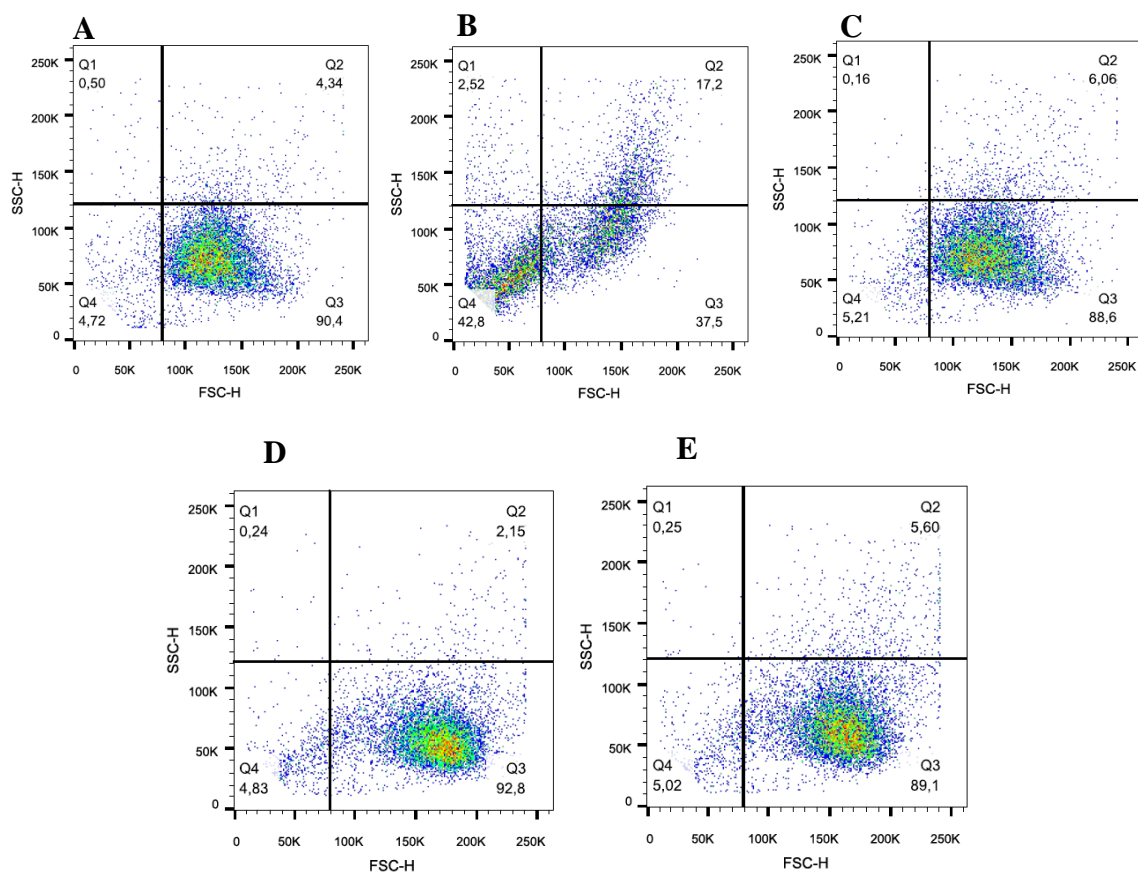 A
250K
200K
150K
100K
50K
0
SSC-H
Q1
0,50
Q2
4,34
Q4
4,72
Q3
90,4
0 50K 100K 150K 200K 250K
FSC-H
B
250K
200K
150K
100K
50K
0
SSC-H
Q1
2,52
Q2
17,2
Q4
42,8
Q3
37,5
0 50K 100K 150K 200K 250K
FSC-H
C
250K
200K
150K
100K
50K
0
SSC-H
Q1
0,16
Q2
6,06
Q4
5,21
Q3
88,6
0 50K 100K 150K 200K 250K
FSC-H
D
250K
200K
150K
100K
50K
0
SSC-H
Q1
0,24
Q2
2,15
Q4
4,83
Q3
92,8
0 50K 100K 150K 200K 250K
FSC-H
E
250K
200K
150K
100K
50K
0
SSC-H
Q1
0,25
Q2
5,60
Q4
5,02
Q3
89,1
0 50K 100K 150K 200K 250K
FSC-H